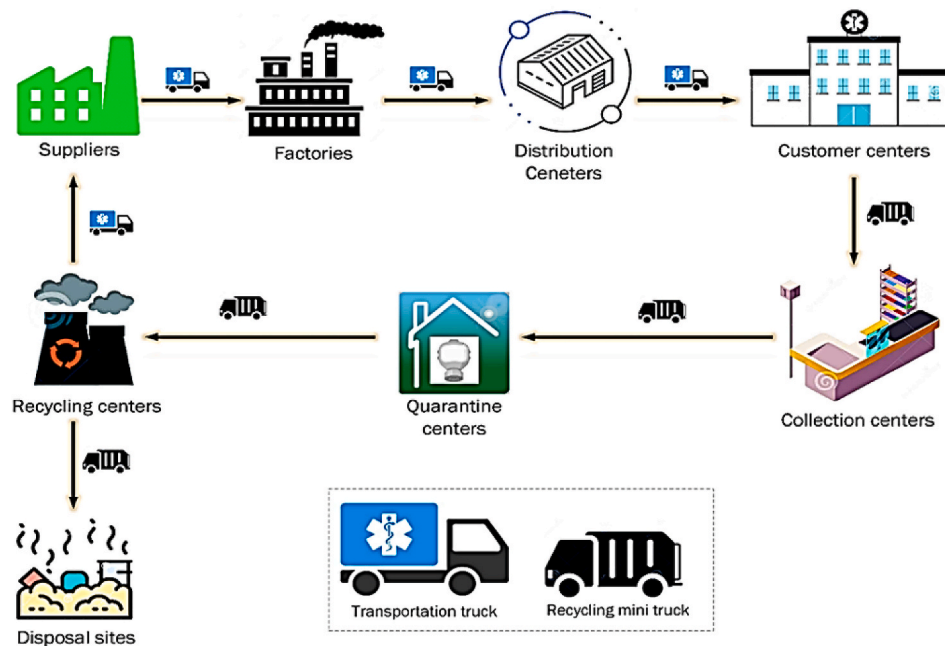 Suppliers
Factories
Distribution
Ceneters
Customer centers
Recycling centers
Quarantine
centers
Collection centers
Disposal sites
Transportation truck
Recycling mini truck